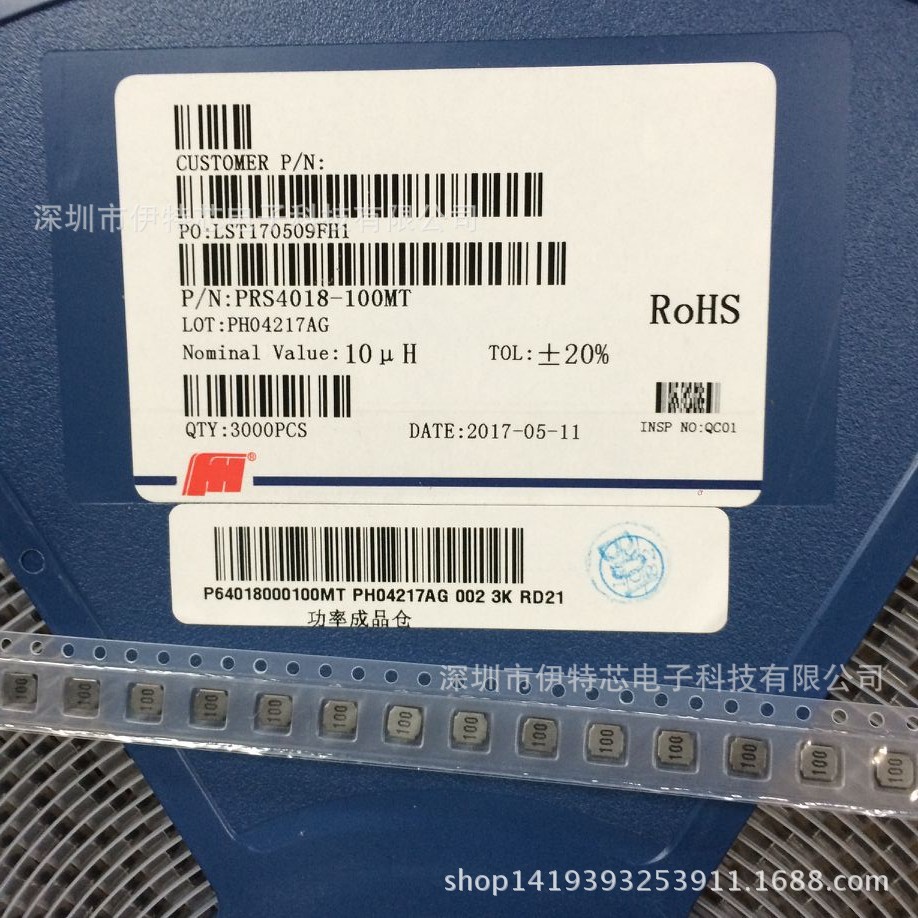 CUSTOMER P/N:
深圳市伊特芯电子科技有限公司
PO:LST170509FH1
P/N:PRS4018-100MT
RoHS
LOT:PH04217AG
Nominal Value:10μH TOL:±20%
QTY:3000PCS DATE:2017-05-11 INSP NO:QC01
®
P64018000100MT PH04217AG 002 3K RD21
功率成品仓
深圳市伊特芯电子科技有限公司
100 100 100 100 100 100 100 100 100 100 100 100 100 100
shop1419393253911.1688.com